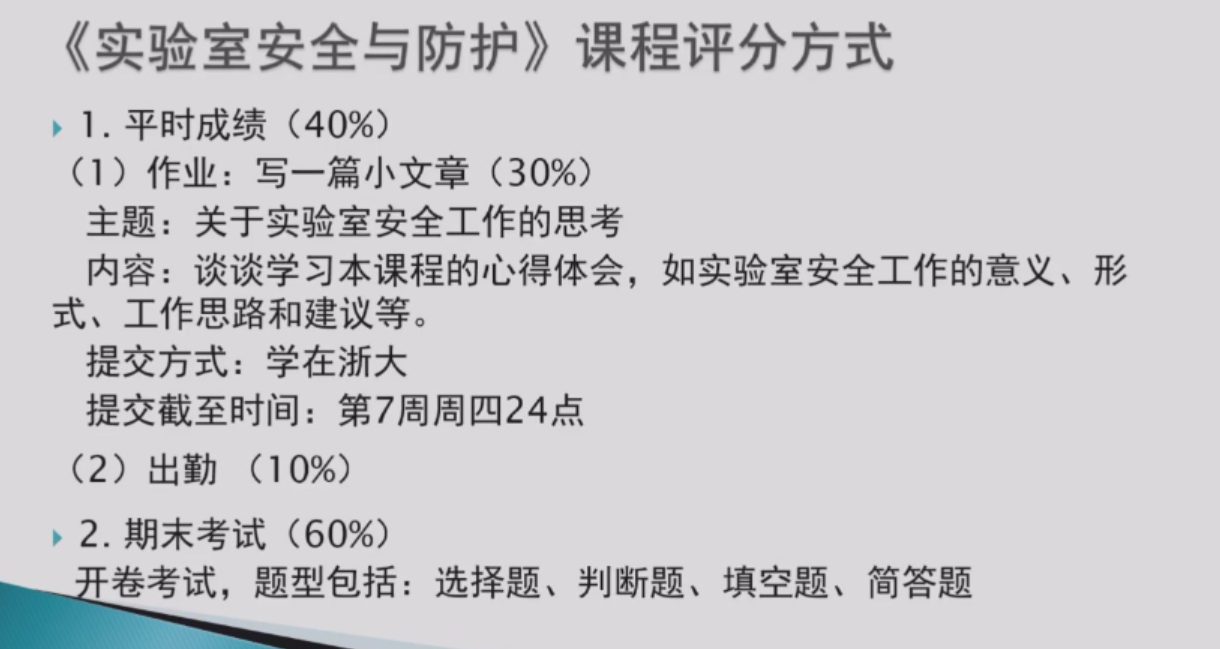 《实验室安全与防护》课程评分方式
1. 平时成绩（40%）
（1）作业：写一篇小文章（30%）
主题：关于实验室安全工作的思考
内容：谈谈学习本课程的心得体会，如实验室安全工作的意义、形
式、工作思路和建议等。
提交方式：学在浙大
提交截至时间：第7周周四24点
（2）出勤 （10%）
2. 期末考试（60%）
开卷考试，题型包括：选择题、判断题、填空题、简答题